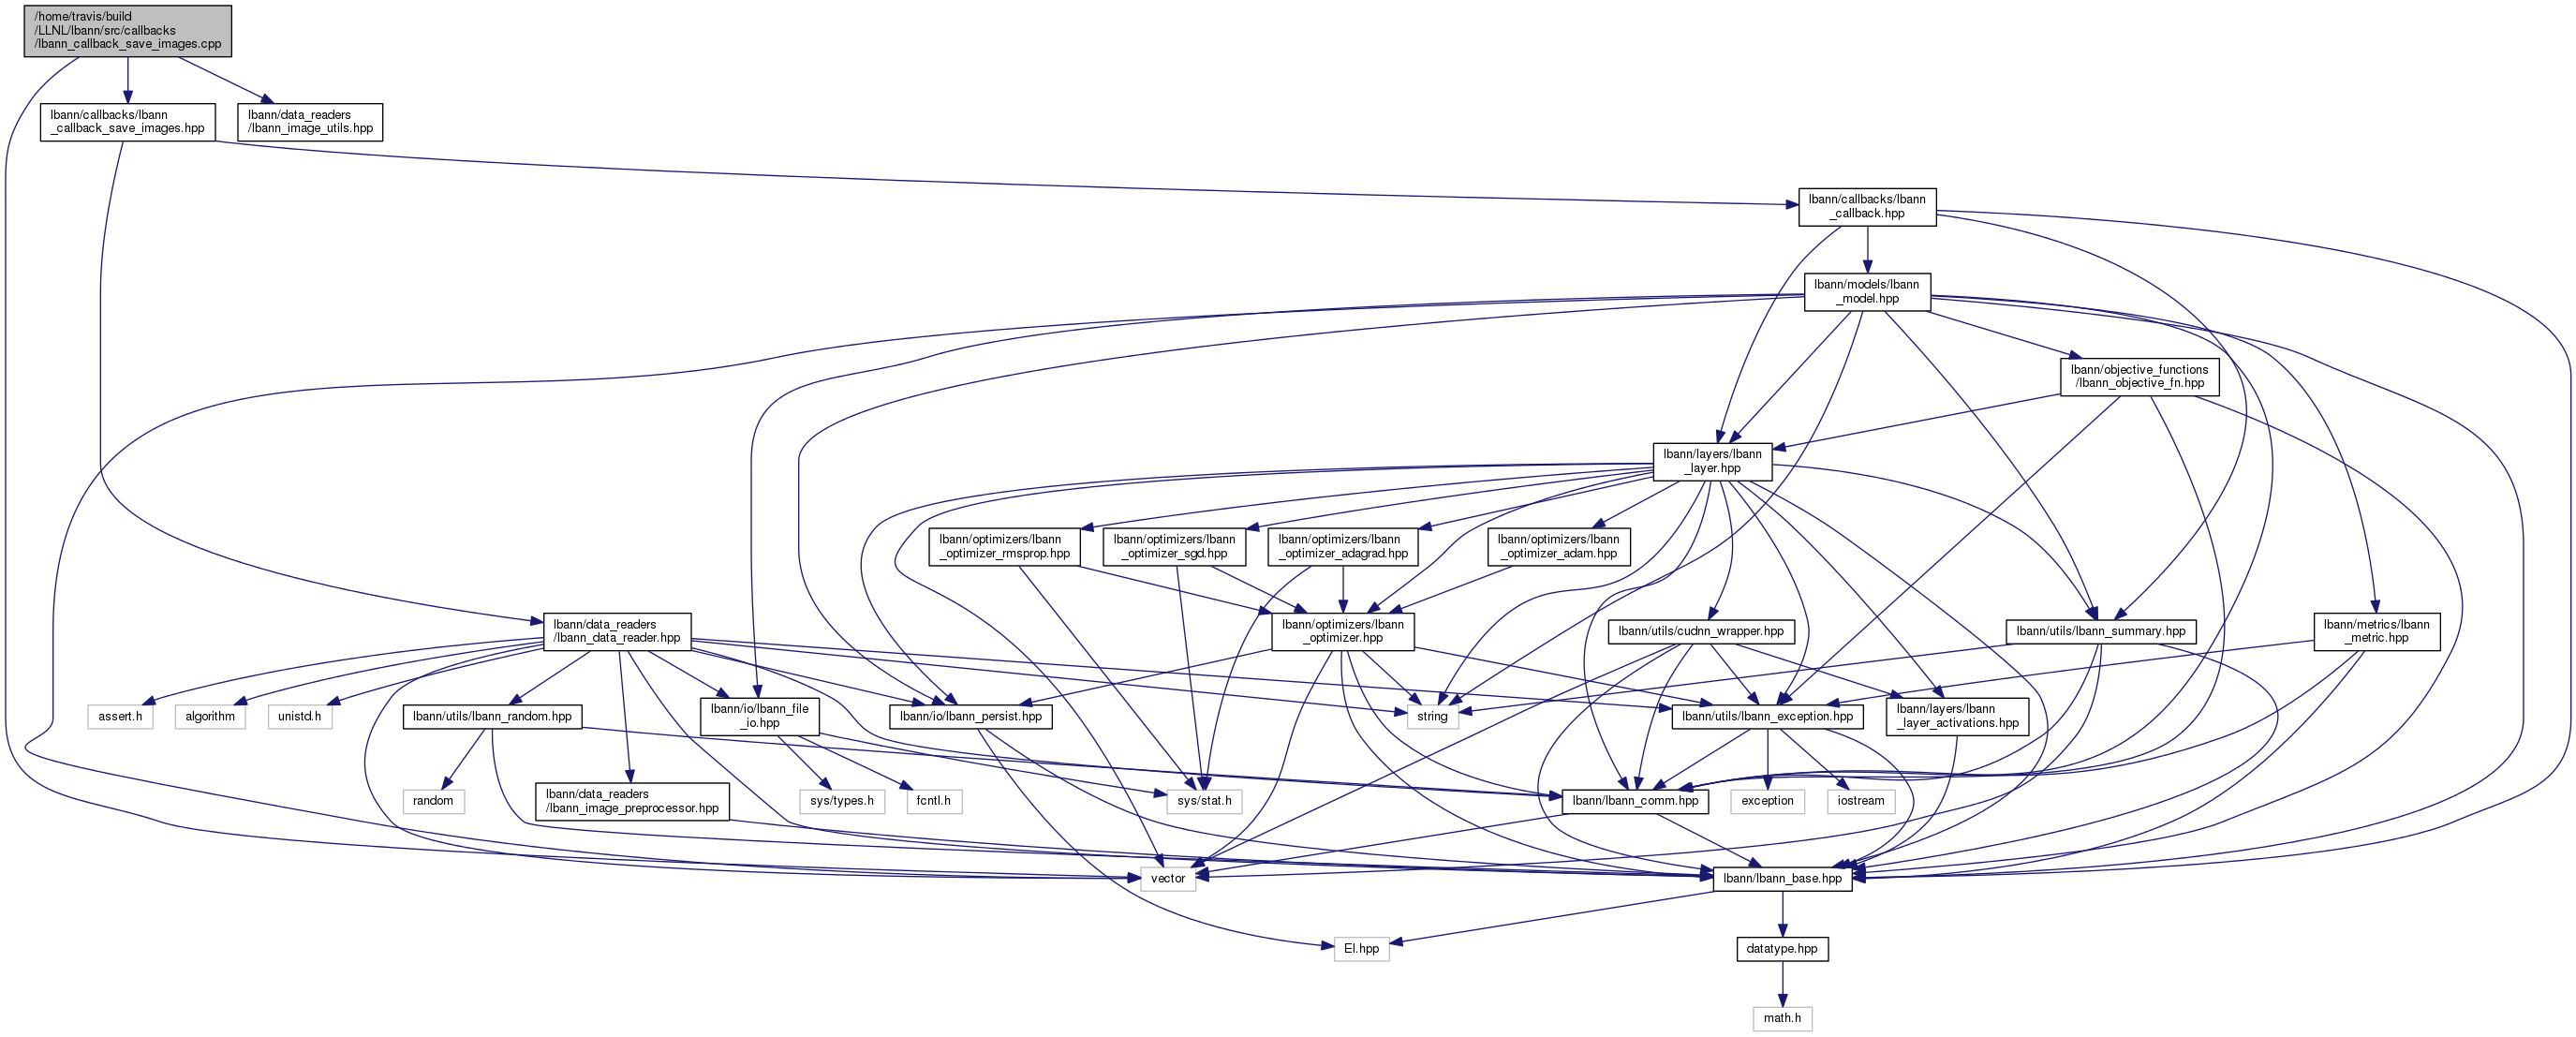 /home/travis/build
/LLNL/lbann/src/callbacks
/lbann_callback_save_images.cpp
lbann/callbacks/lbann
_callback_save_images.hpp
lbann/data_readers
/lbann_image_utils.hpp
lbann/callbacks/lbann
_callback.hpp
lbann/models/lbann
_model.hpp
lbann/objective_functions
/lbann_objective_fn.hpp
lbann/layers/lbann
_layer.hpp
lbann/optimizers/lbann
_optimizer_rmsprop.hpp
lbann/optimizers/lbann
_optimizer_sgd.hpp
lbann/optimizers/lbann
_optimizer_adagrad.hpp
lbann/optimizers/lbann
_optimizer_adam.hpp
lbann/data_readers
/lbann_data_reader.hpp
lbann/optimizers/lbann
_optimizer.hpp
lbann/utils/cudnn_wrapper.hpp
lbann/utils/lbann_summary.hpp
lbann/metrics/lbann
_metric.hpp
assert.h
algorithm
unistd.h
lbann/utils/lbann_random.hpp
lbann/io/lbann_file
_io.hpp
lbann/io/lbann_persist.hpp
string
lbann/utils/lbann_exception.hpp
lbann/layers/lbann
_layer_activations.hpp
random
lbann/data_readers
/lbann_image_preprocessor.hpp
sys/types.h
fcntl.h
sys/stat.h
lbann/lbann_comm.hpp
exception
iostream
vector
lbann/lbann_base.hpp
El.hpp
datatype.hpp
math.h